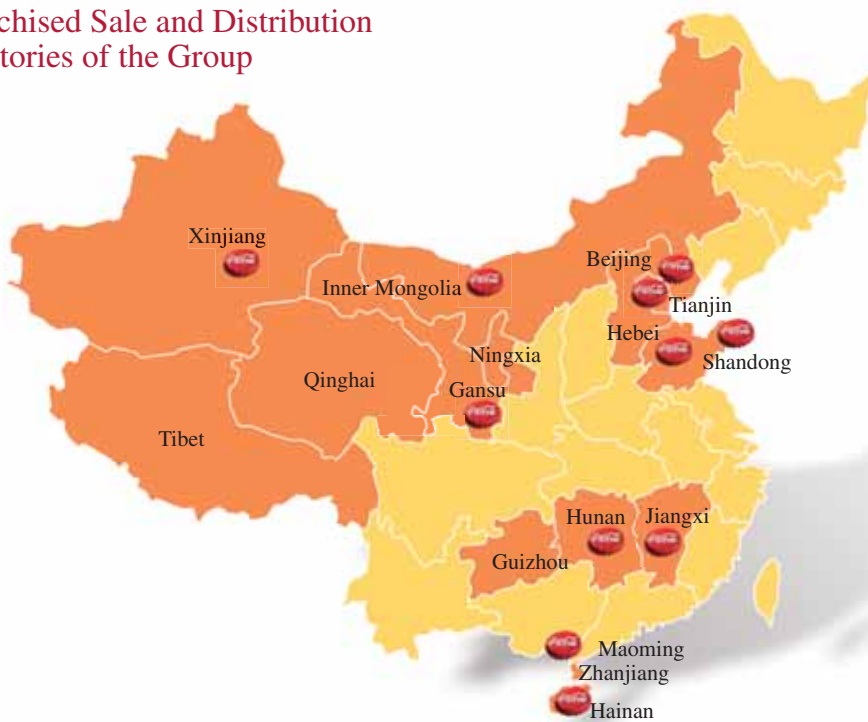 chised Sale and Distribution
tories of the Group
Xinjiang
Beijing
Inner Mongolia
Tianjin
Hebei
Ningxia
Shandong
Qinghai
Gansu
Tibet
Hunan
Jiangxi
Guizhou
Maoming
Zhanjiang
Hainan